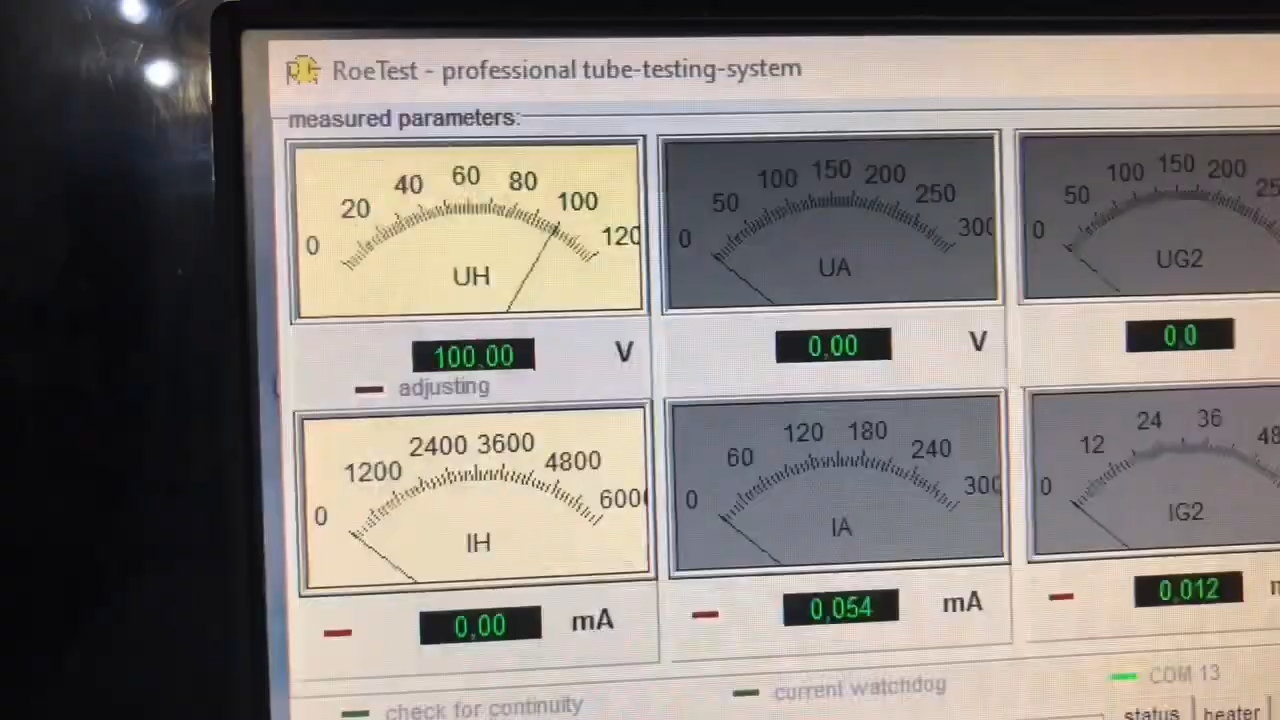 RoeTest - professional tube-testing-system
measured parameters:
0 20 40 60 80 100 120
UH
0 50 100 150 200 250 300
UA
0 50 100 150 200 25
UG2
100,00 V
0,00 V
0,0
adjusting
0 1200 2400 3600 4800 6000
IH
0 60 120 180 240 300
IA
0 12 24 36 48
IG2
0,00 mA
0,054 mA
0,012
check for continuity
current watchdog
COM 13
status heater